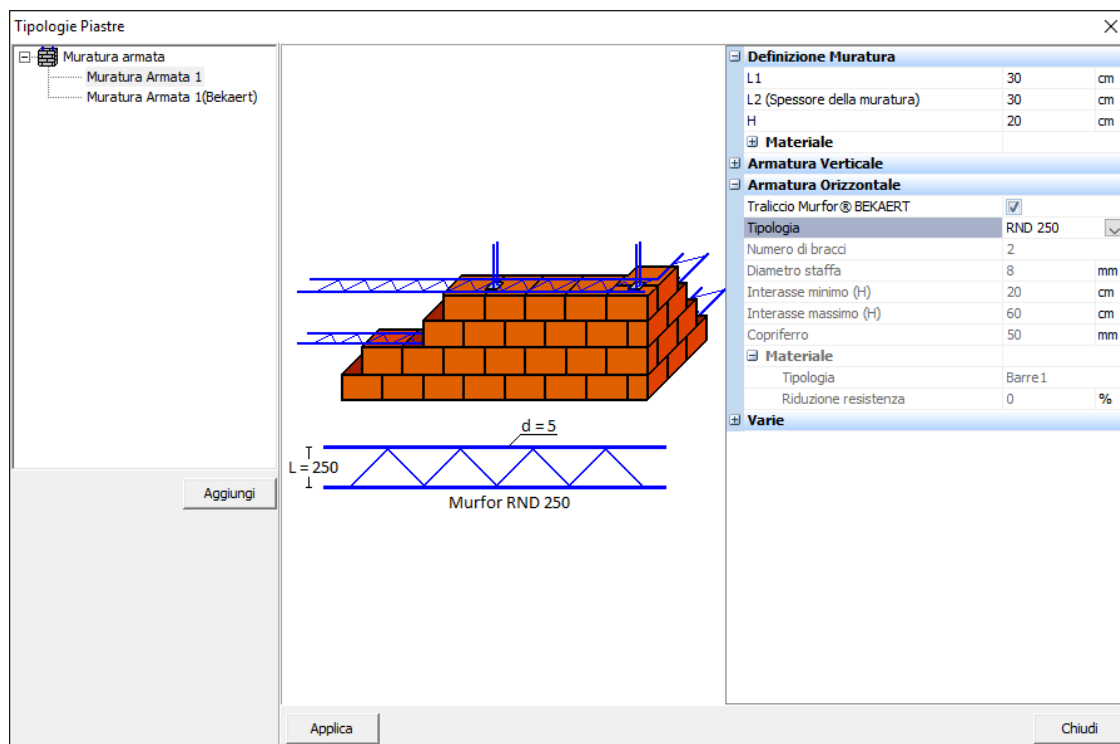 Tipologie Piastre
Muratura armata
Muratura Armata 1
Muratura Armata 1(Bekaert)
Aggiungi
d = 5
L = 250
Murfor RND 250
Applica
Definizione Muratura
L1 30 cm
L2 (Spessore della muratura) 30 cm
H 20 cm
Materiale
Armatura Verticale
Armatura Orizzontale
Traliccio Murfor® BEKAERT
Tipologia RND 250
Numero di bracci 2
Diametro staffa 8 mm
Interasse minimo (H) 20 cm
Interasse massimo (H) 60 cm
Copriferro 50 mm
Materiale
Tipologia Barre1
Riduzione resistenza 0 %
Varie
Chiudi